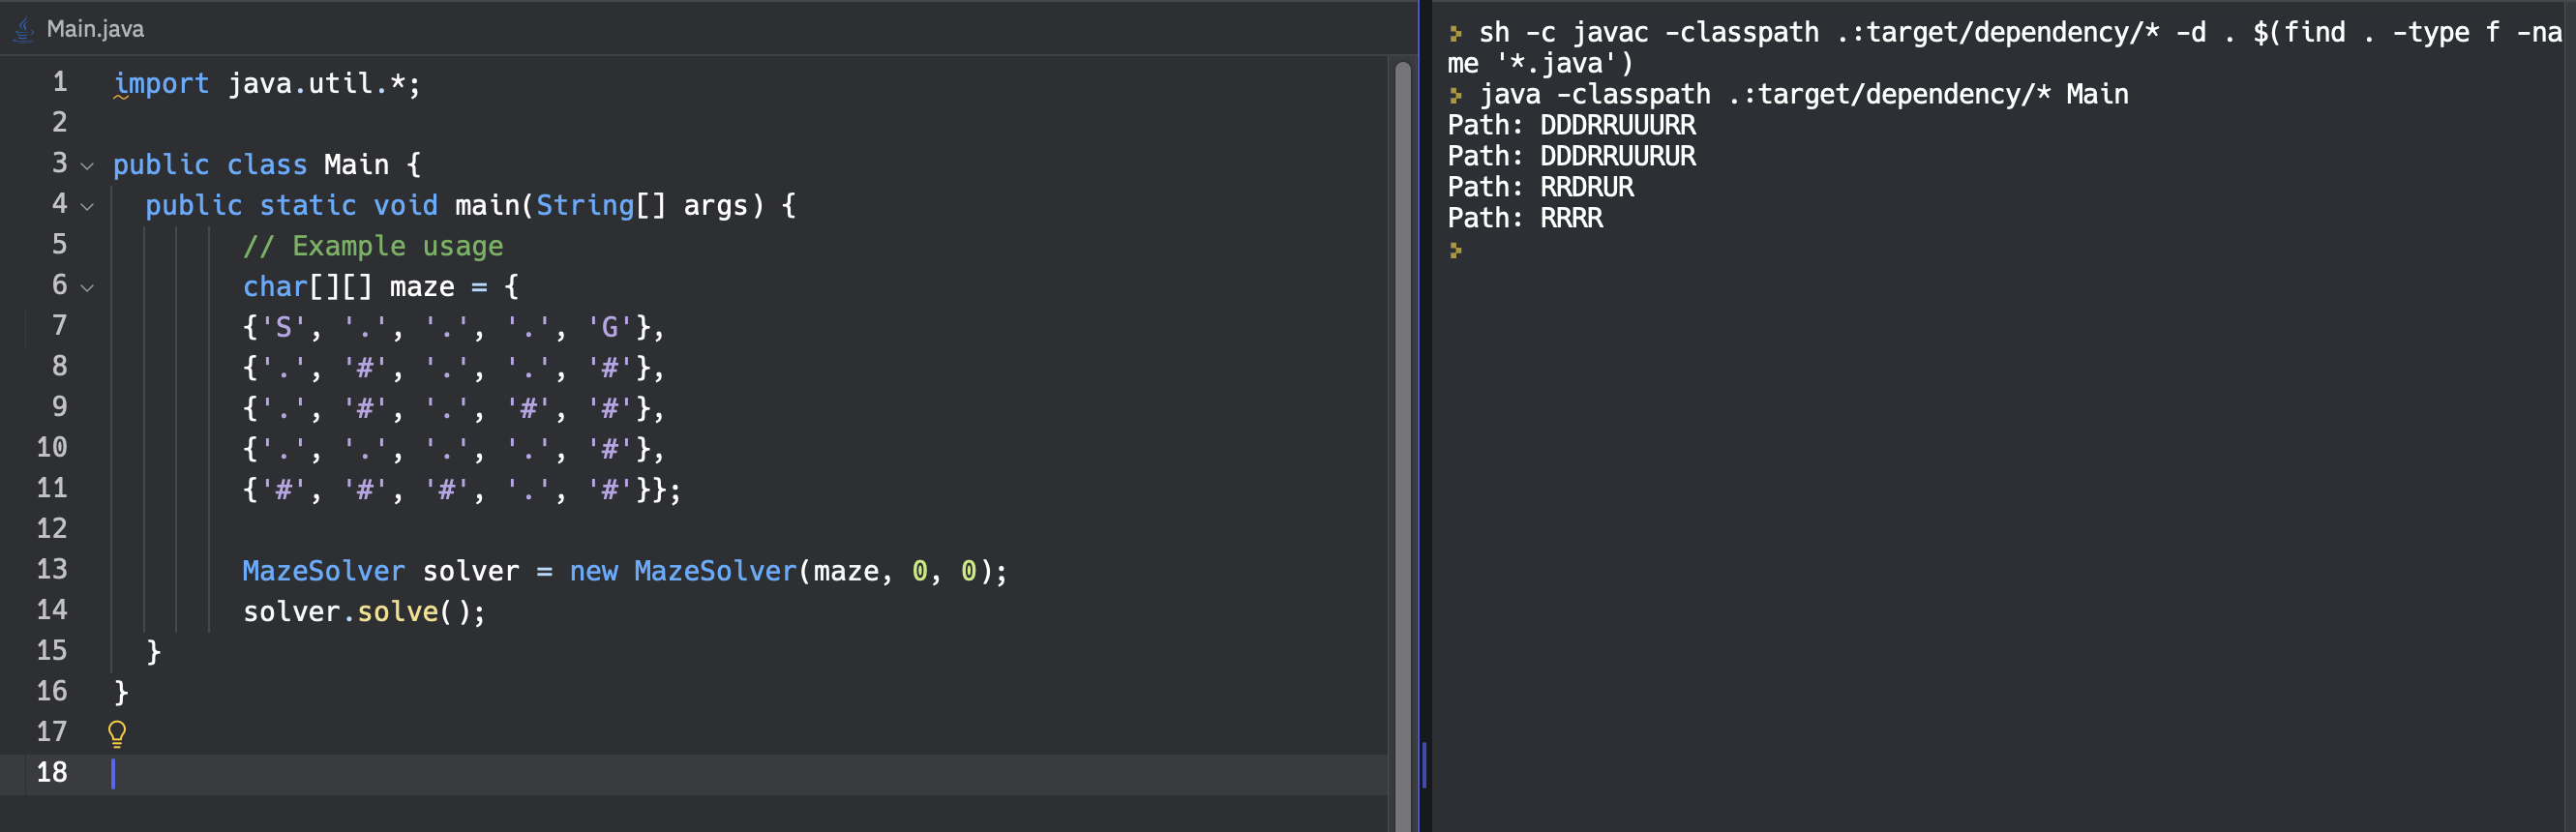 Main.java
1 import java.util.*;
2
3 public class Main {
4   public static void main(String[] args) {
5         // Example usage
6         char[][] maze = {
7         {'S', '.', '.', '.', 'G'},
8         {'.', '#', '.', '.', '#'},
9         {'.', '#', '.', '#', '#'},
10         {'.', '.', '.', '.', '#'},
11         {'#', '#', '#', '.', '#'}};
12
13         MazeSolver solver = new MazeSolver(maze, 0, 0);
14         solver.solve();
15   }
16 }
17
18
sh -c javac -classpath .:target/dependency/* -d . $(find . -type f -na
me '*.java')
java -classpath .:target/dependency/* Main
Path: DDDRRUUURR
Path: DDDRRUURUR
Path: RRDRUR
Path: RRRR